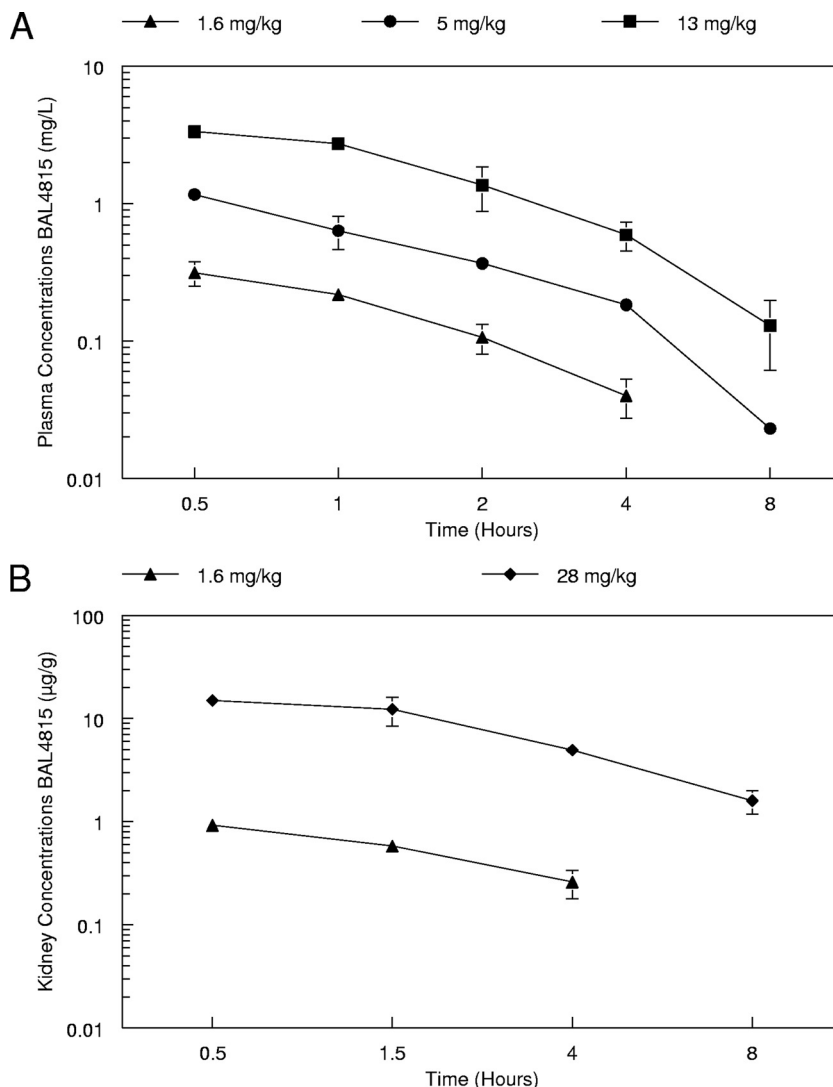 A
1.6 mg/kg 5 mg/kg 13 mg/kg
Plasma Concentrations BAL4815 (mg/L)
10
1
0.1
0.01
0.5 1 2 4 8
Time (Hours)
B
1.6 mg/kg 28 mg/kg
Kidney Concentrations BAL4815 (µg/g)
100
10
1
0.1
0.01
0.5 1.5 4 8
Time (Hours)